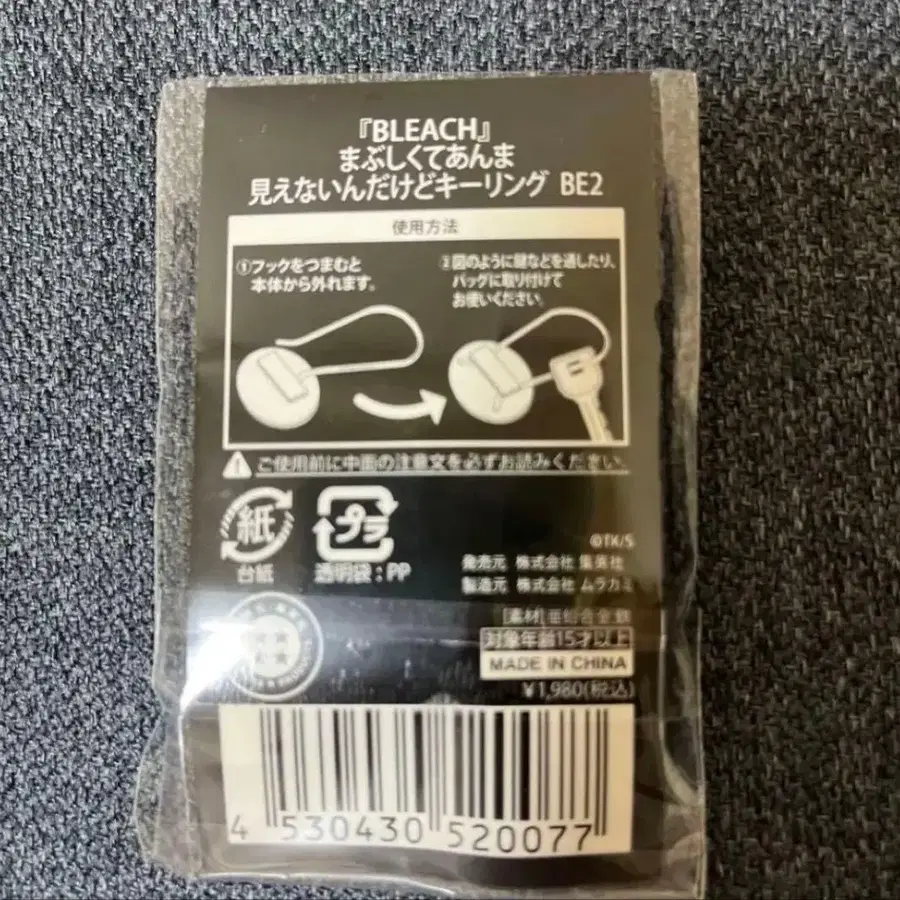 『BLEACH』
まぶしくてあんま
見えないんだけどキーリング BE2
使用方法
①フックをつまむと
本体から外れます。
②図のように鍵などを通したり、
バッグに取り付けて
お使いください。
ご使用前に中面の注意文を必ずお読みください。
紙
台紙
プラ
透明袋:PP
©TK/S
発売元 株式会社 集英社
製造元 株式会社 ムラカミ
[素材]亜鉛合金,鉄
対象年齢15才以上
MADE IN CHINA
¥1,980(税込)
4 530430 520077